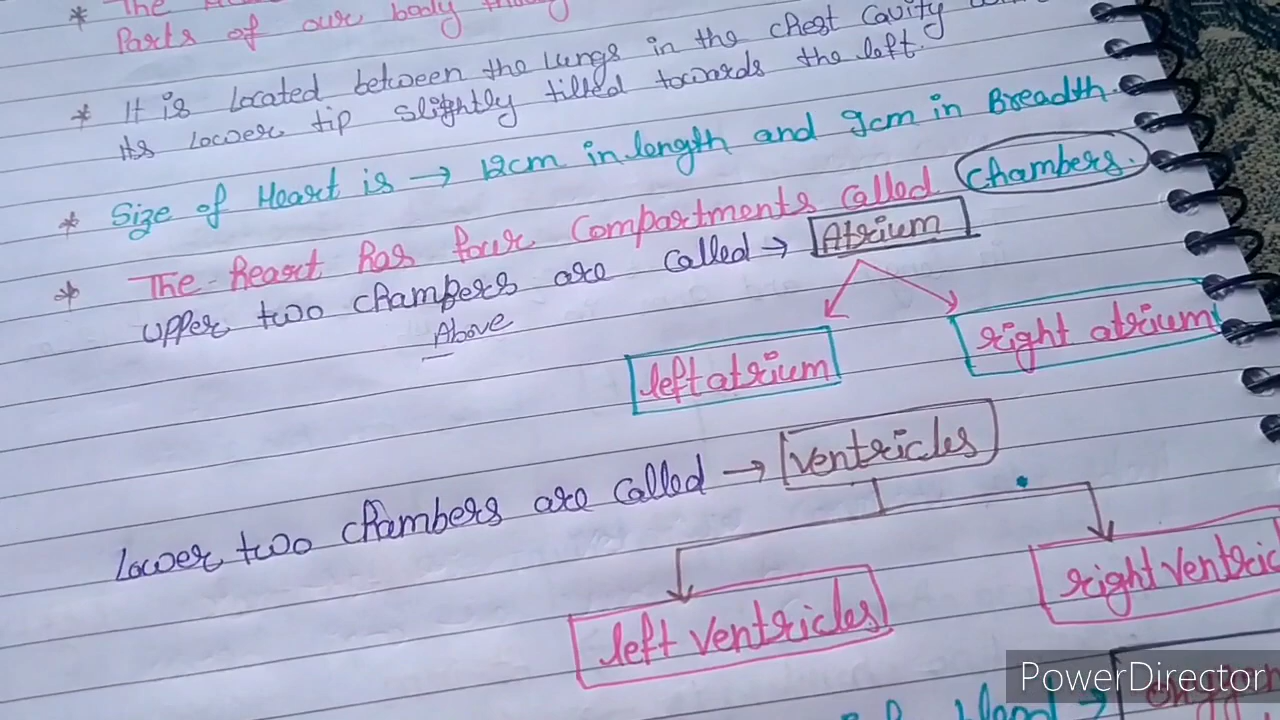 * The
Parts of our body
* It is located between the lungs in the chest cavity
its lower tip slightly tilted towards the left.
* Size of Heart is → 12cm in length and 9cm in Breadth.
* The Heart has four Compartments called Chambers.
upper two chambers are called → Atrium
Above
left atrium right atrium
Lower two chambers are called → ventricles
left ventricles right ventric
PowerDirector